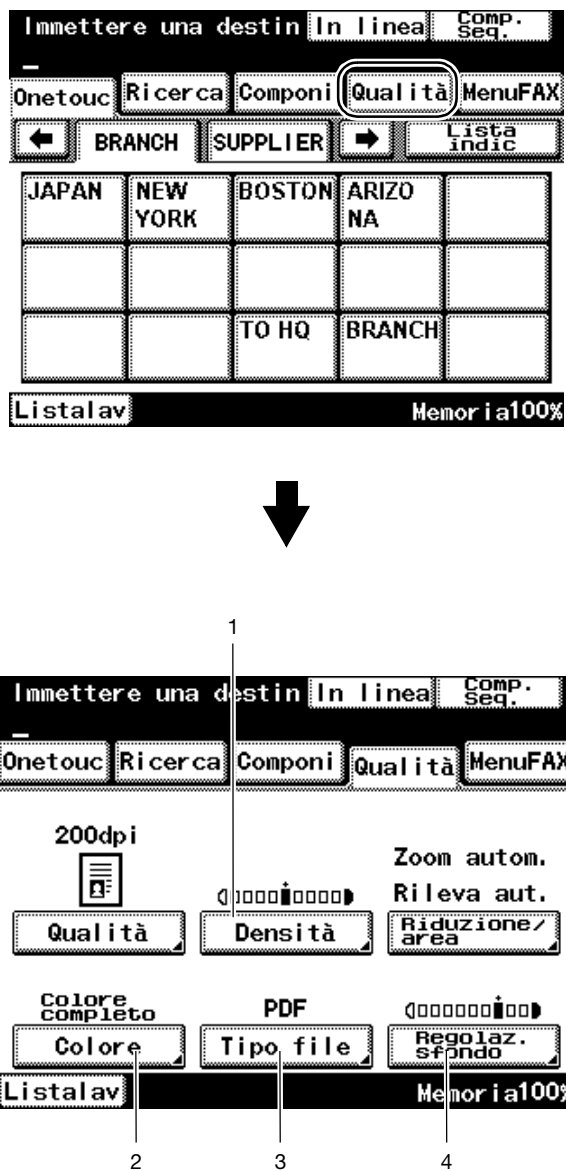 Immettere una destin In linea Comp. Seq.
Onetouc Ricerca Componi Qualità MenuFAX
BRANCH SUPPLIER Lista indic
JAPAN NEW YORK BOSTON ARIZO NA
TO HQ BRANCH
Listalav Memoria100%
1
Immettere una destin In linea Comp. Seq.
Onetouc Ricerca Componi Qualità MenuFAX
200dpi
Zoom autom.
Rileva aut.
Qualità Densità Riduzione/ area
Colore completo PDF
Colore Tipo file Regolaz. sfondo
Listalav Memoria100%
2 3 4